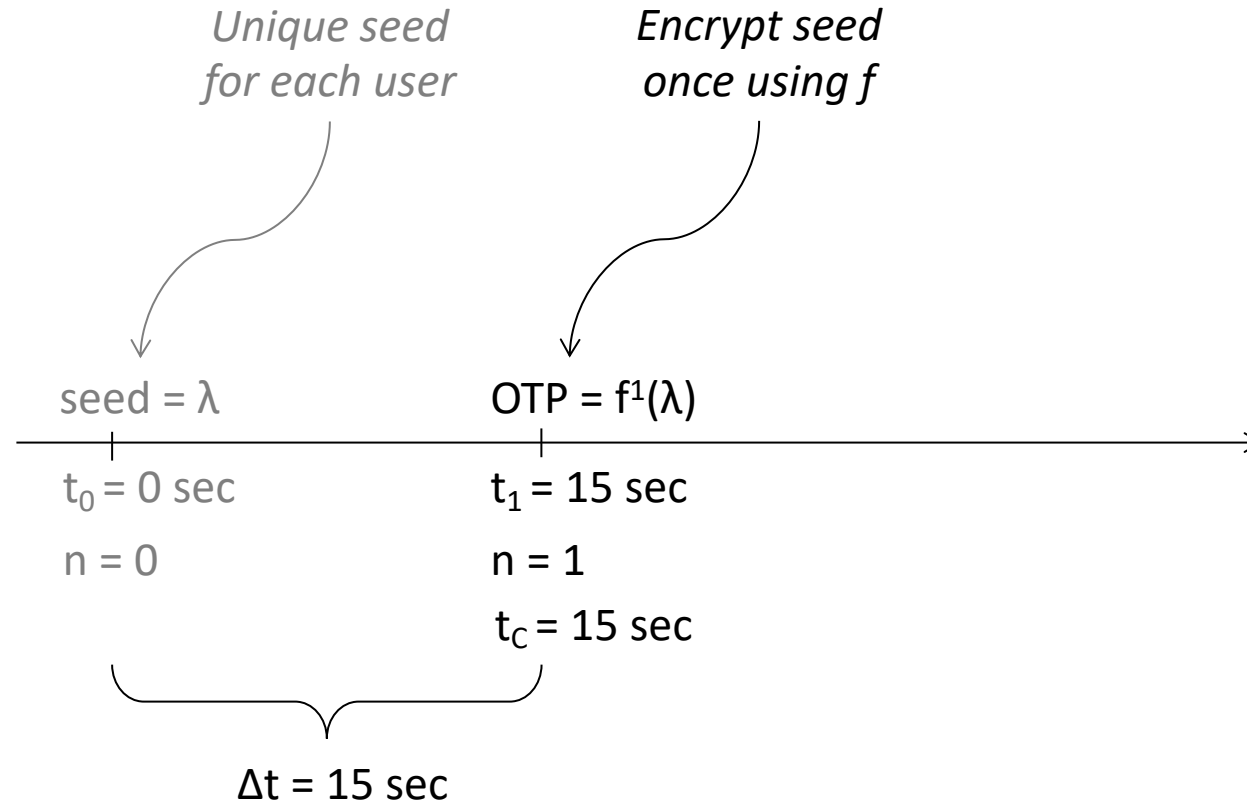 Unique seed
for each user
Encrypt seed
once using f
seed = λ
OTP = f¹(λ)
t₀ = 0 sec
t₁ = 15 sec
n = 0
n = 1
t_C = 15 sec
Δt = 15 sec